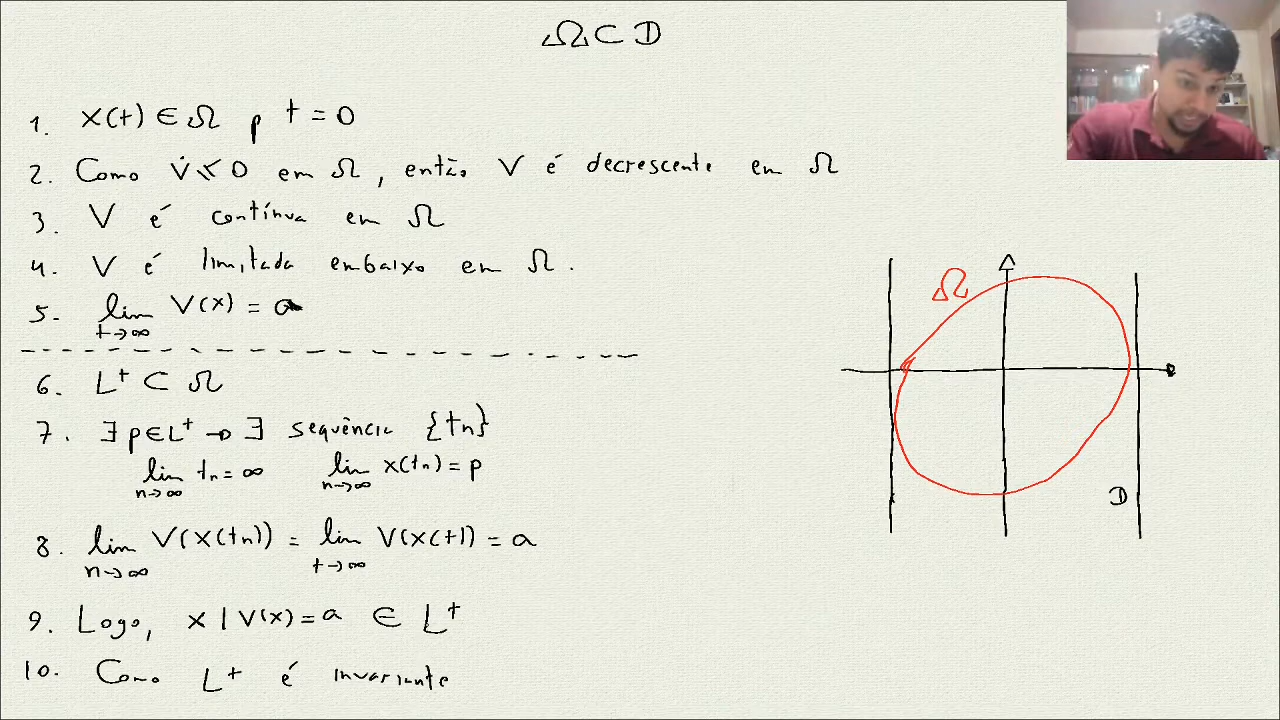 Ω ⊂ D
1. x(t) ∈ Ω p t = 0
2. Como V̇ ≤ 0 em Ω, então V é decrescente em Ω
3. V é contínua em Ω
4. V é limitada embaixo em Ω.
5. lim V(x) = a
t→∞
6. L⁺ ⊂ Ω
7. ∃ p ∈ L⁺ → ∃ sequência {tn}
lim tn = ∞ lim x(tn) = p
n→∞ n→∞
8. lim V(x(tn)) = lim V(x(t)) = a
n→∞ t→∞
9. Logo, x | V(x) = a ∈ L⁺
10. Como L⁺ é invariante
Ω
D